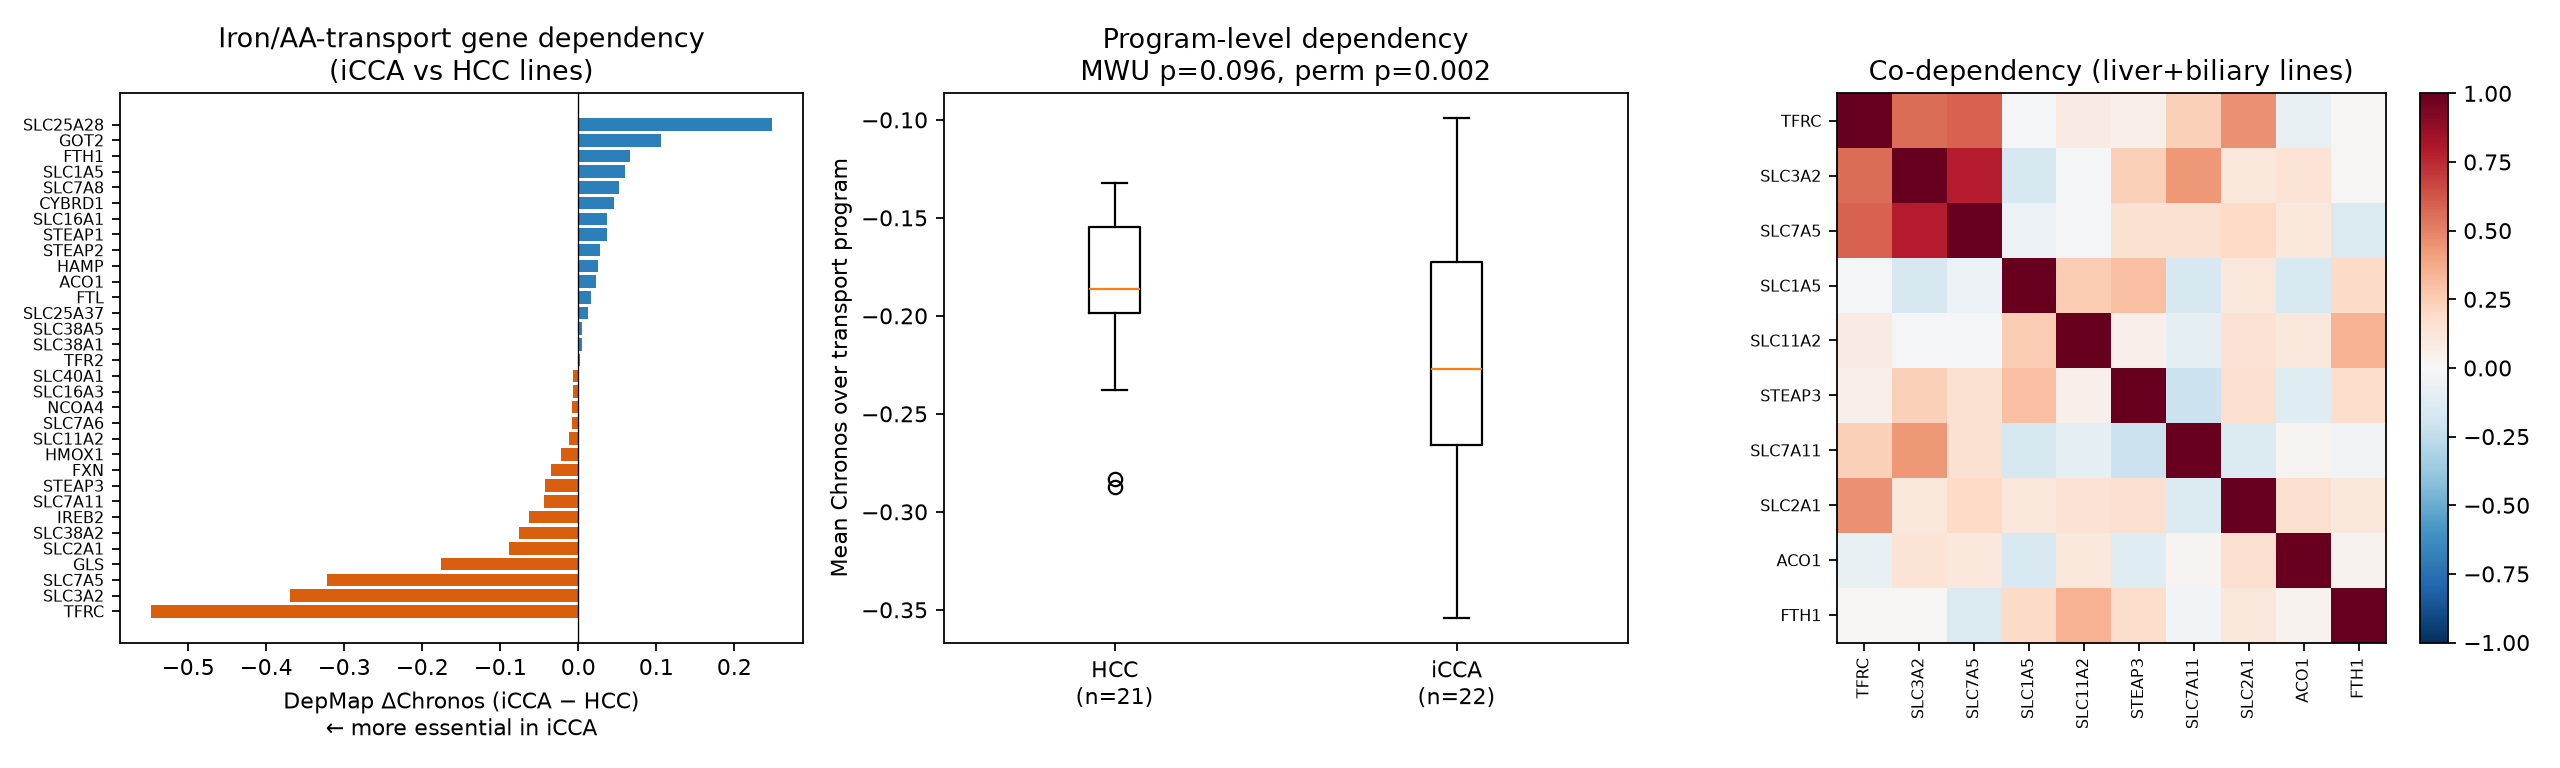 Iron/AA-transport gene dependency
(iCCA vs HCC lines)
SLC25A28
GOT2
FTH1
SLC1A5
SLC7A8
CYBRD1
SLC16A1
STEAP1
STEAP2
HAMP
ACO1
FTL
SLC25A37
SLC38A5
SLC38A1
TFR2
SLC40A1
SLC16A3
NCOA4
SLC7A6
SLC11A2
HMOX1
FXN
STEAP3
SLC7A11
IREB2
SLC38A2
SLC2A1
GLS
SLC7A5
SLC3A2
TFRC
−0.5 −0.4 −0.3 −0.2 −0.1 0.0 0.1 0.2
DepMap ΔChronos (iCCA − HCC)
← more essential in iCCA
Program-level dependency
MWU p=0.096, perm p=0.002
Mean Chronos over transport program
−0.10
−0.15
−0.20
−0.25
−0.30
−0.35
HCC
(n=21)
iCCA
(n=22)
Co-dependency (liver+biliary lines)
TFRC
SLC3A2
SLC7A5
SLC1A5
SLC11A2
STEAP3
SLC7A11
SLC2A1
ACO1
FTH1
TFRC
SLC3A2
SLC7A5
SLC1A5
SLC11A2
STEAP3
SLC7A11
SLC2A1
ACO1
FTH1
1.00
0.75
0.50
0.25
0.00
−0.25
−0.50
−0.75
−1.00